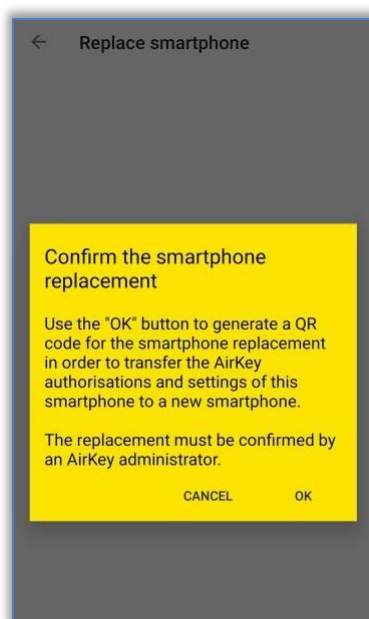 Replace smartphone
Confirm the smartphone
replacement
Use the "OK" button to generate a QR
code for the smartphone replacement
in order to transfer the AirKey
authorisations and settings of this
smartphone to a new smartphone.
The replacement must be confirmed by
an AirKey administrator.
CANCEL OK